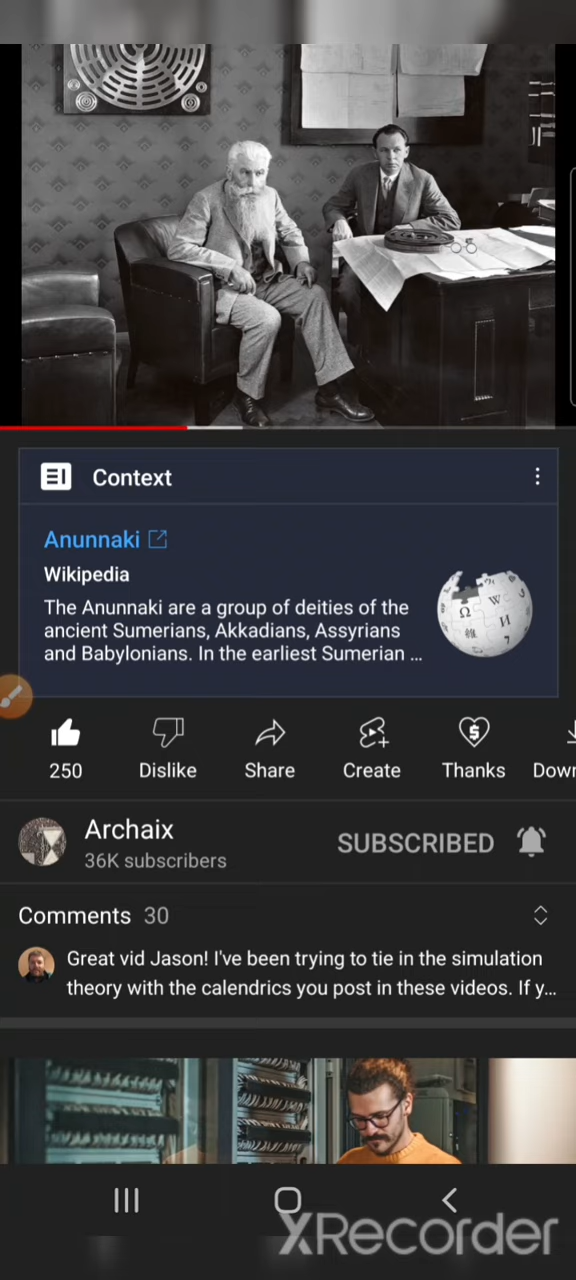 Context
Anunnaki
Wikipedia
The Anunnaki are a group of deities of the
ancient Sumerians, Akkadians, Assyrians
and Babylonians. In the earliest Sumerian ...
250
Dislike
Share
Create
Thanks
Down
Archaix
36K subscribers
SUBSCRIBED
Comments 30
Great vid Jason! I've been trying to tie in the simulation
theory with the calendrics you post in these videos. If y...
XRecorder